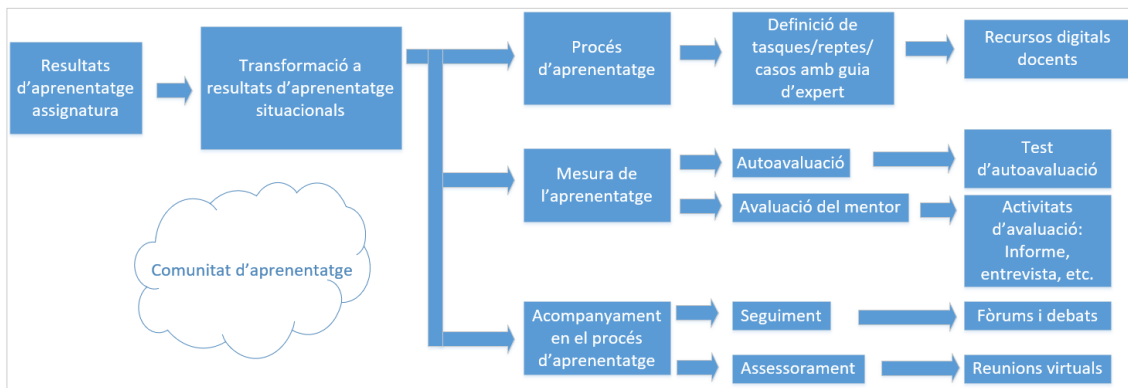 Resultats
d’aprenentatge
assignatura
Transformació a
resultats d’aprenentatge
situacionals
Procés
d’aprenentatge
Definició de
tasques/reptes/
casos amb guia
d’expert
Recursos digitals
docents
Mesura de
l’aprenentatge
Autoavaluació
Test
d’autoavaluació
Avaluació del mentor
Activitats
d’avaluació:
Informe,
entrevista, etc.
Comunitat d’aprenentatge
Acompanyament
en el procés
d’aprenentatge
Seguiment
Fòrums i debats
Assessorament
Reunions virtuals